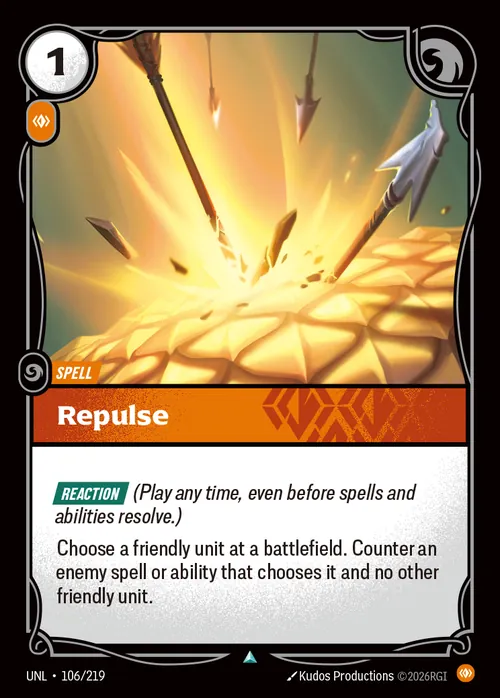 1
SPELL
Repulse
REACTION (Play any time, even before spells and
abilities resolve.)
Choose a friendly unit at a battlefield. Counter an
enemy spell or ability that chooses it and no other
friendly unit.
UNL • 106/219
Kudos Productions ©2026RGI